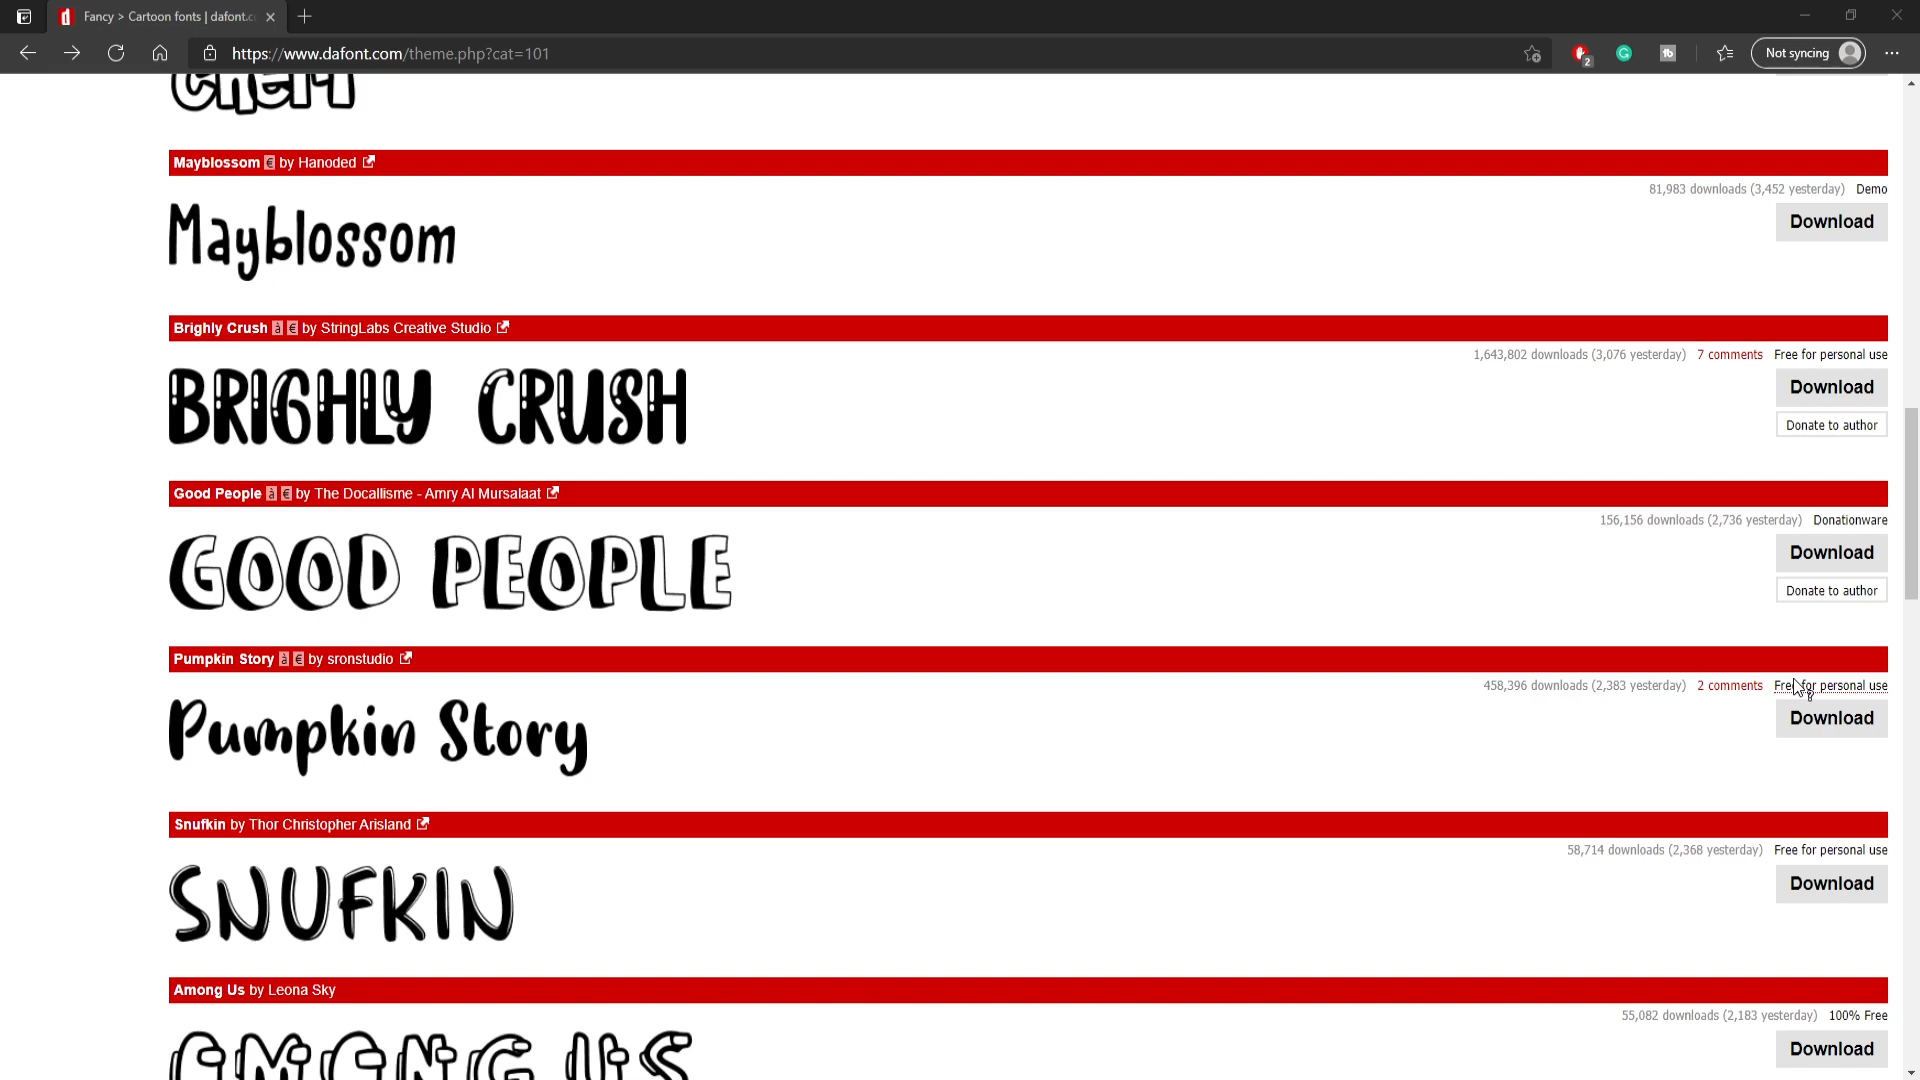 Fancy > Cartoon fonts | dafont.c
https://www.dafont.com/theme.php?cat=101
2
Not syncing
Mayblossom € by Hanoded
81,983 downloads (3,452 yesterday) Demo
Mayblossom
Download
Brighly Crush à € by StringLabs Creative Studio
1,643,802 downloads (3,076 yesterday) 7 comments Free for personal use
BRIGHLY CRUSH
Download
Donate to author
Good People à € by The Docallisme - Amry Al Mursalaat
156,156 downloads (2,736 yesterday) Donationware
GOOD PEOPLE
Download
Donate to author
Pumpkin Story à € by sronstudio
458,396 downloads (2,383 yesterday) 2 comments Free for personal use
Pumpkin Story
Download
Snufkin by Thor Christopher Arisland
58,714 downloads (2,368 yesterday) Free for personal use
SNUFKIN
Download
Among Us by Leona Sky
55,082 downloads (2,183 yesterday) 100% Free
AMONG US
Download